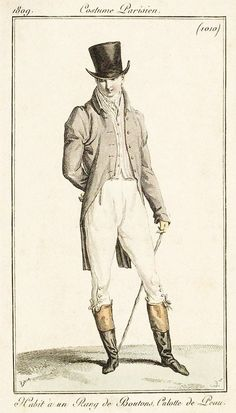 1809.
Costume Parisien.
(1010)
Habit à un Rang de Boutons. Culotte de Peau.